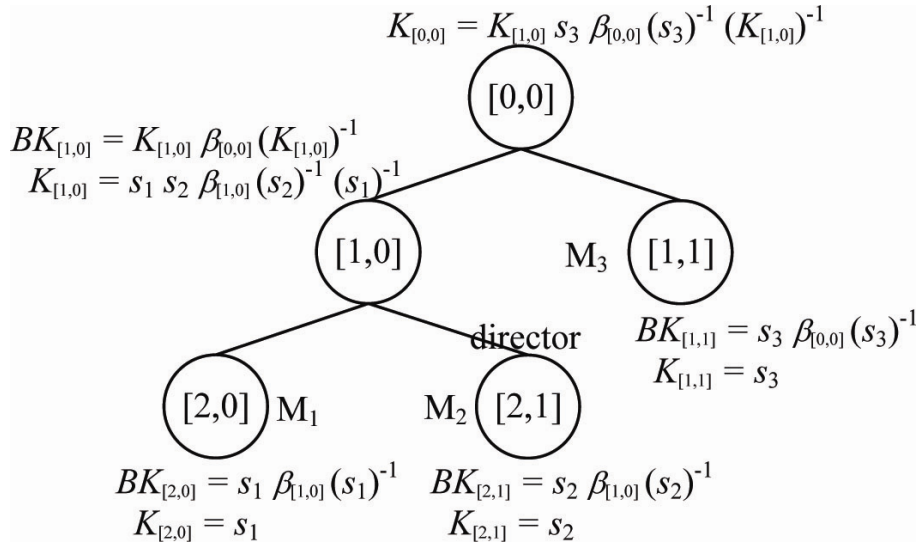 K[0,0] = K[1,0] s3 β[0,0] (s3)^-1 (K[1,0])^-1
[0,0]
BK[1,0] = K[1,0] β[0,0] (K[1,0])^-1
K[1,0] = s1 s2 β[1,0] (s2)^-1 (s1)^-1
[1,0]
M3 [1,1]
director
BK[1,1] = s3 β[0,0] (s3)^-1
K[1,1] = s3
[2,0] M1
M2 [2,1]
BK[2,0] = s1 β[1,0] (s1)^-1
K[2,0] = s1
BK[2,1] = s2 β[1,0] (s2)^-1
K[2,1] = s2